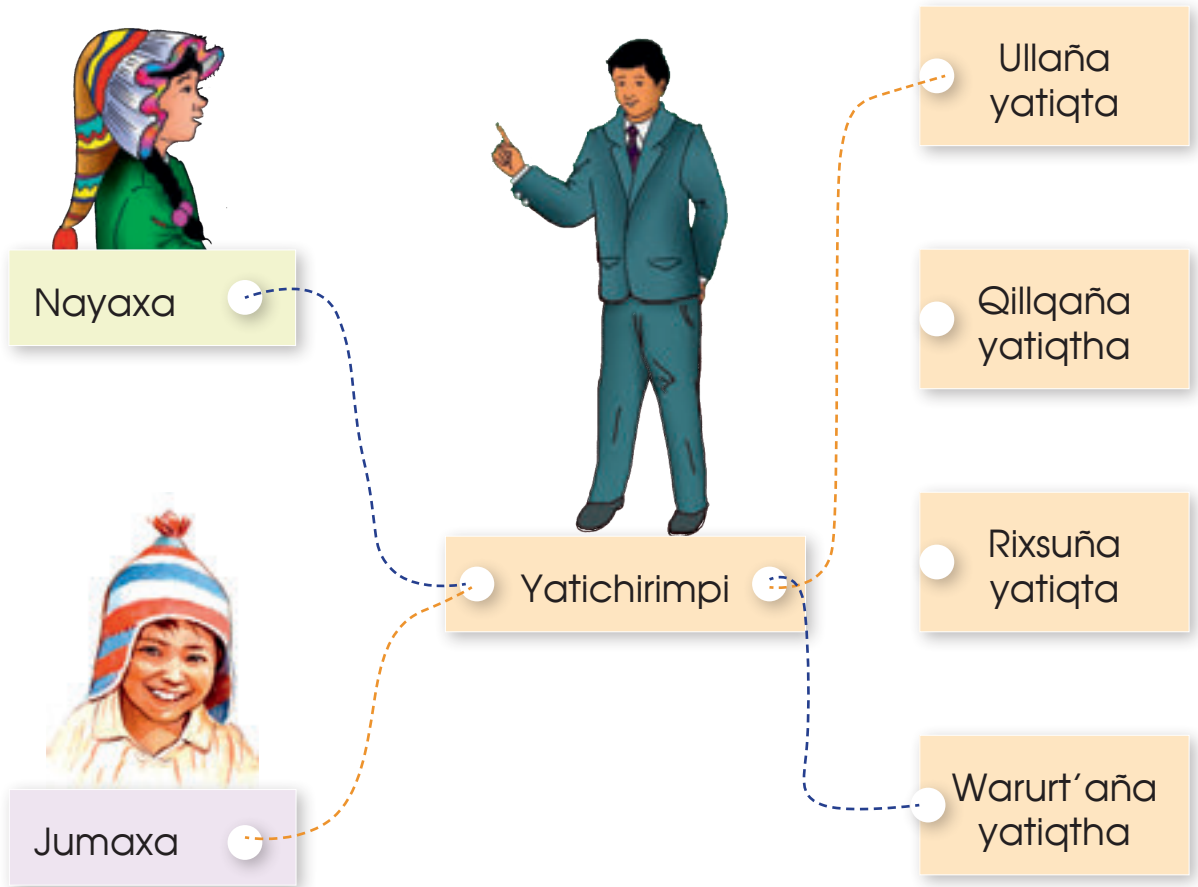 Nayaxa
Jumaxa
Yatichirimpi
Ullaña
yatiqta
Qillqaña
yatiqtha
Rixsuña
yatiqta
Warurt’aña
yatiqtha